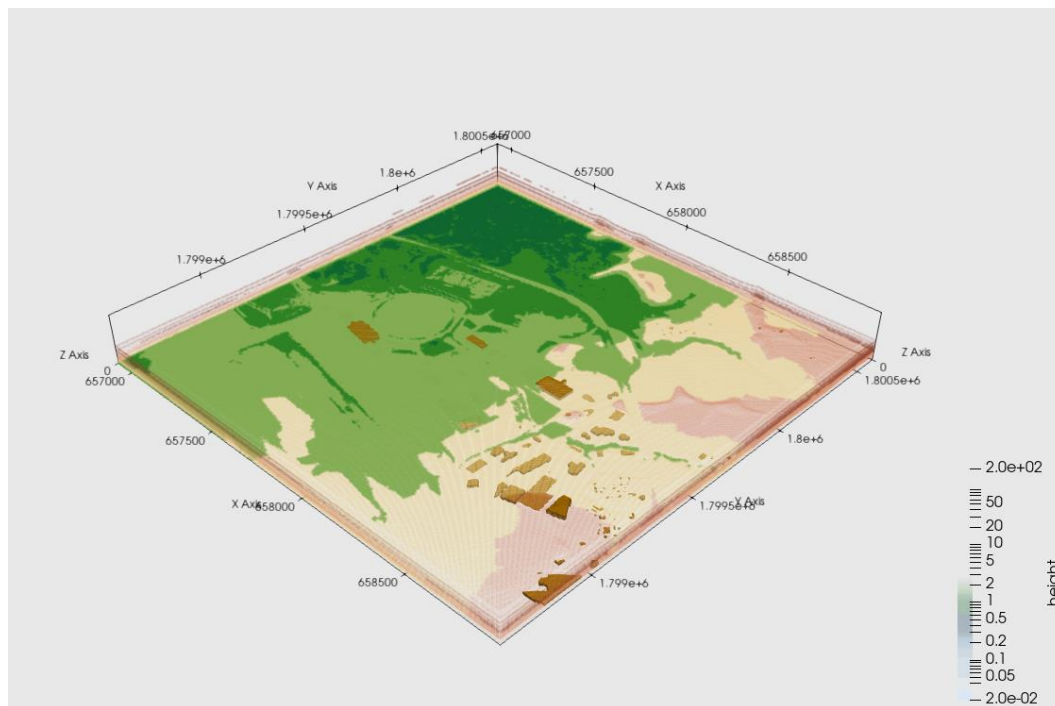 1.8005e+6
657000
657500
1.8e+6
Y Axis
X Axis
1.7995e+6
658000
1.799e+6
658500
Z Axis
Z Axis
0
0
657000
1.8005e+6
657500
1.8e+6
X Axis
658000
1.7995e+6
Y Axis
658500
1.799e+6
2.0e+02
50
20
10
5
2
1
0.5
0.2
0.1
0.05
2.0e-02
height